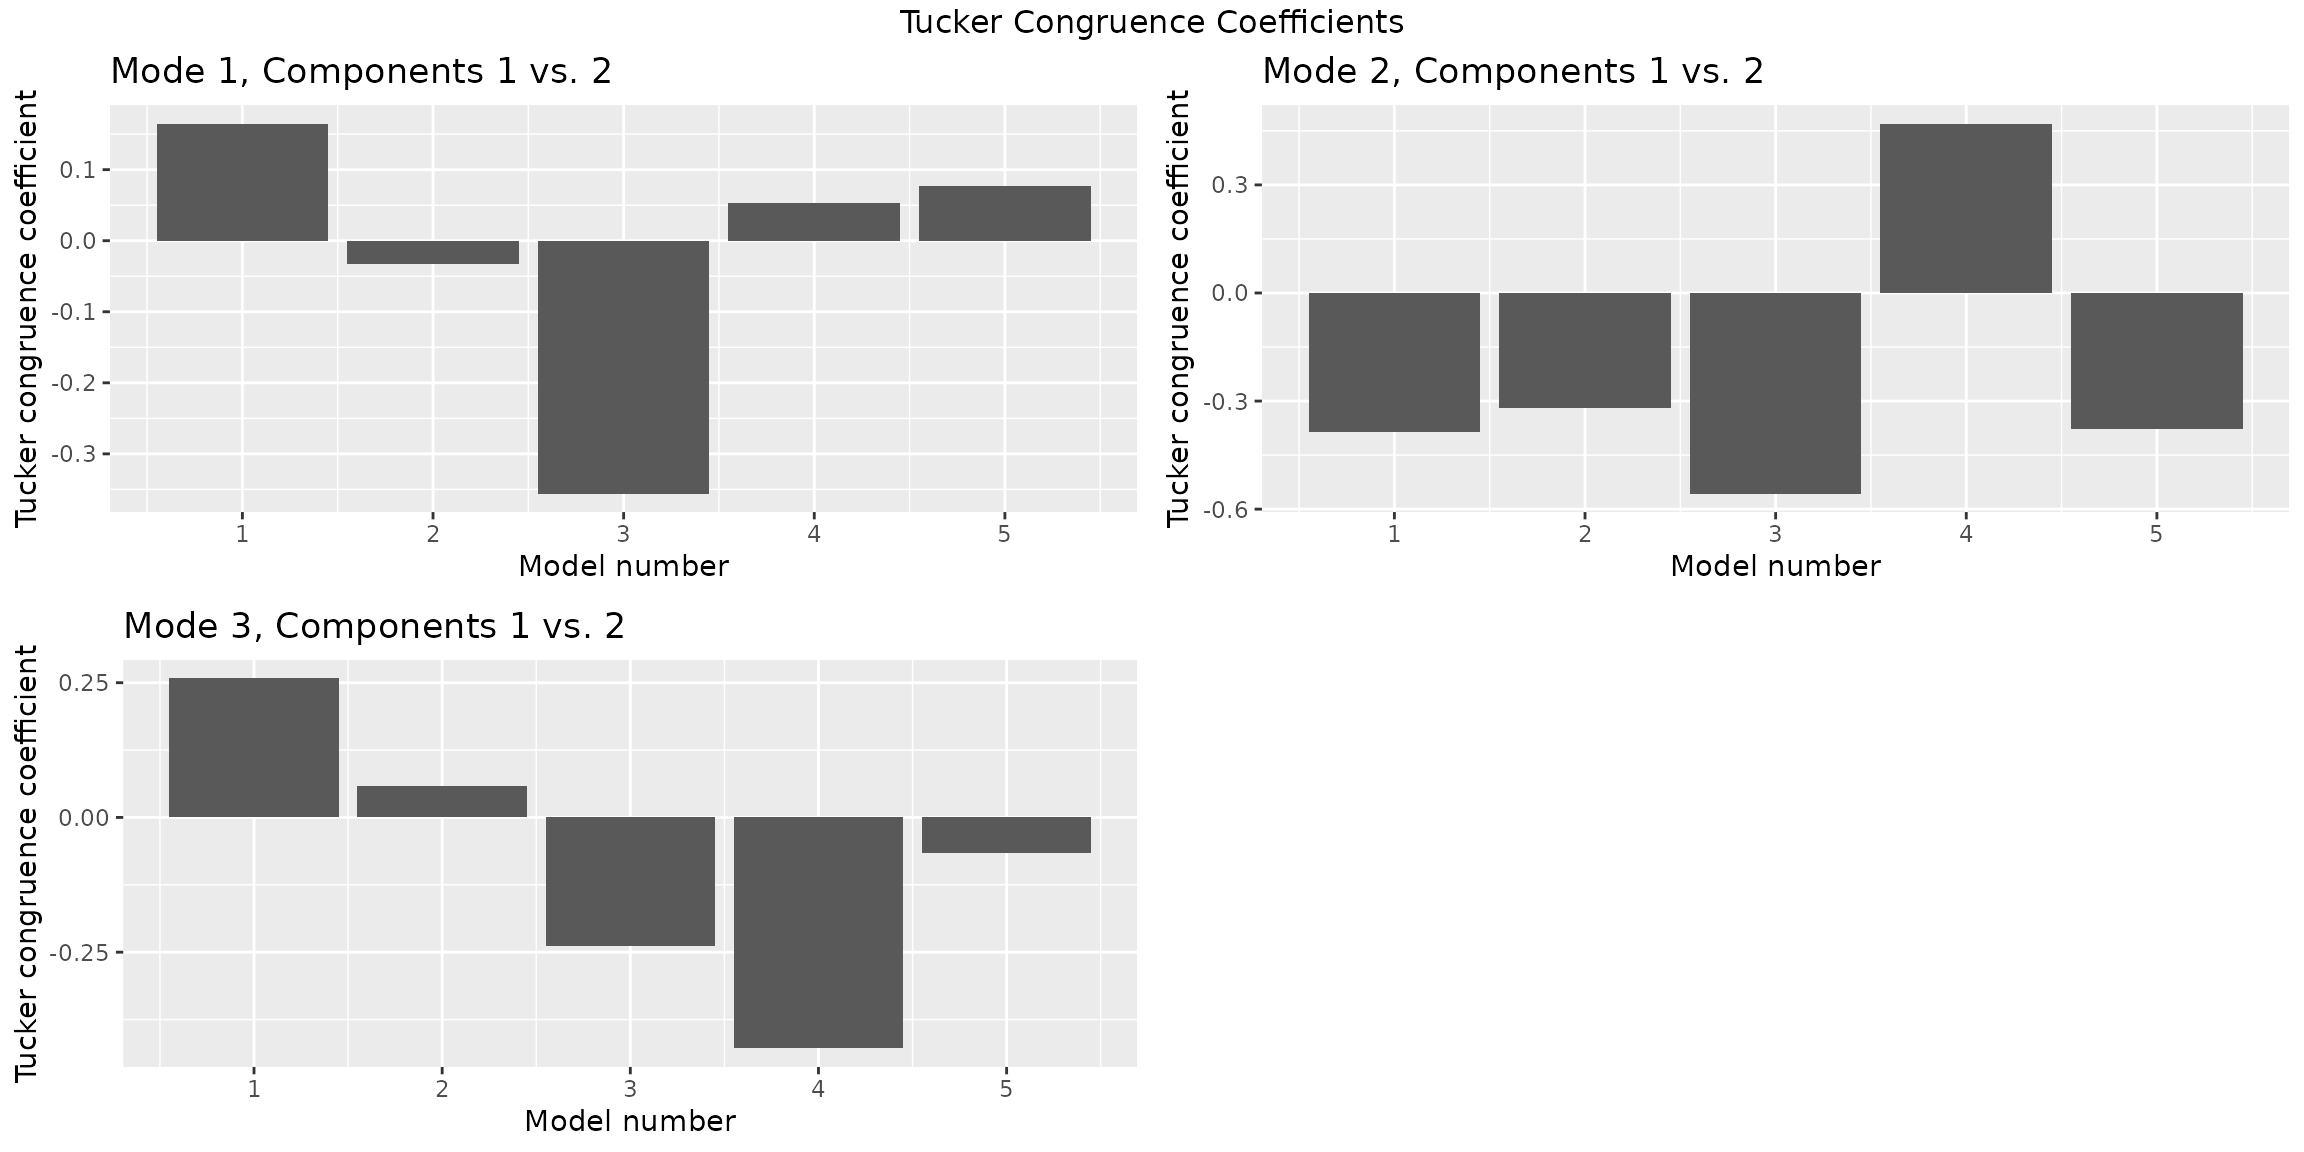 Tucker Congruence Coefficients
Mode 1, Components 1 vs. 2
Tucker congruence coefficient
0.1
0.0
-0.1
-0.2
-0.3
1 2 3 4 5
Model number
Mode 2, Components 1 vs. 2
Tucker congruence coefficient
0.3
0.0
-0.3
-0.6
1 2 3 4 5
Model number
Mode 3, Components 1 vs. 2
Tucker congruence coefficient
0.25
0.00
-0.25
1 2 3 4 5
Model number